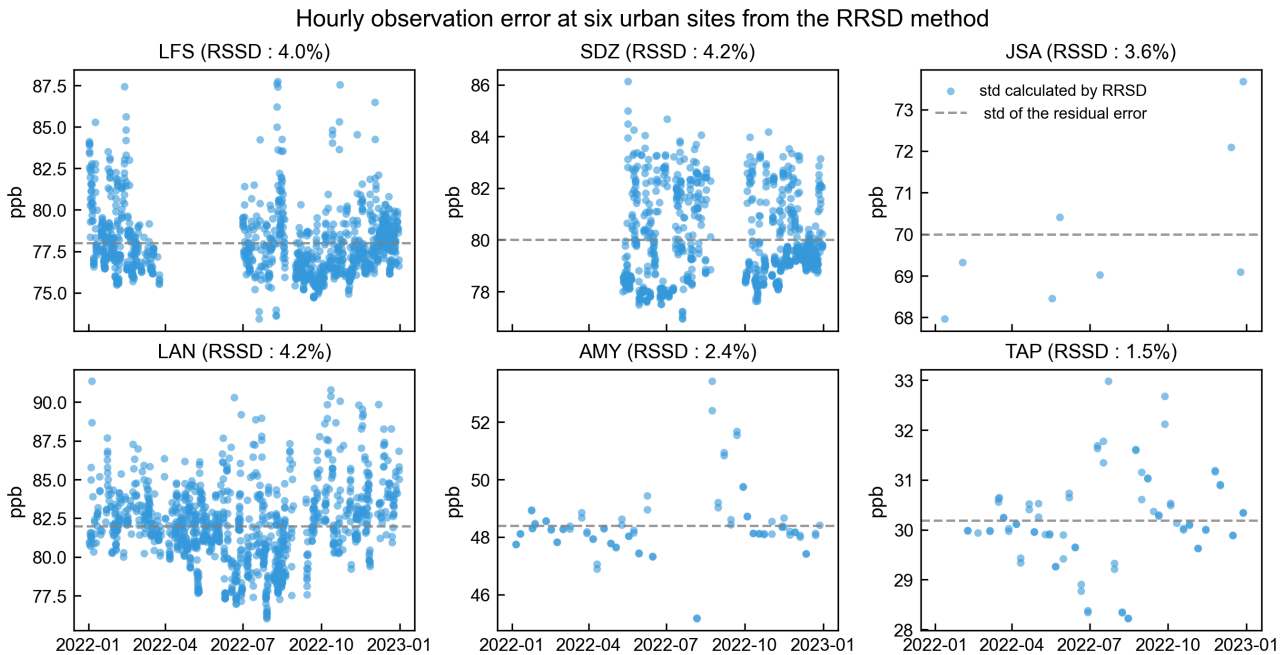 Hourly observation error at six urban sites from the RRSD method
LFS (RSSD : 4.0%)
SDZ (RSSD : 4.2%)
JSA (RSSD : 3.6%)
ppb
87.5
85.0
82.5
80.0
77.5
75.0
ppb
86
84
82
80
78
ppb
73
72
71
70
69
68
std calculated by RRSD
std of the residual error
LAN (RSSD : 4.2%)
AMY (RSSD : 2.4%)
TAP (RSSD : 1.5%)
ppb
90.0
87.5
85.0
82.5
80.0
77.5
ppb
52
50
48
46
ppb
33
32
31
30
29
28
2022-01 2022-04 2022-07 2022-10 2023-01
2022-01 2022-04 2022-07 2022-10 2023-01
2022-01 2022-04 2022-07 2022-10 2023-01